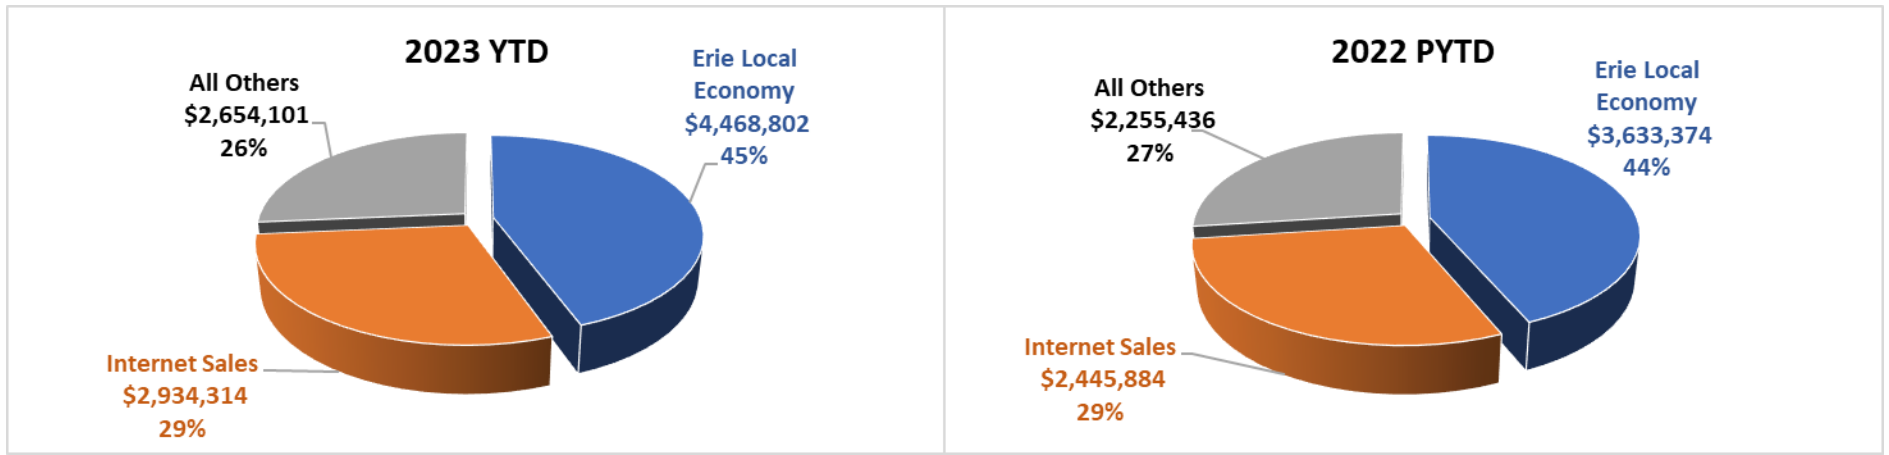 2023 YTD
All Others
$2,654,101
26%
Erie Local
Economy
$4,468,802
45%
Internet Sales
$2,934,314
29%
2022 PYTD
All Others
$2,255,436
27%
Erie Local
Economy
$3,633,374
44%
Internet Sales
$2,445,884
29%